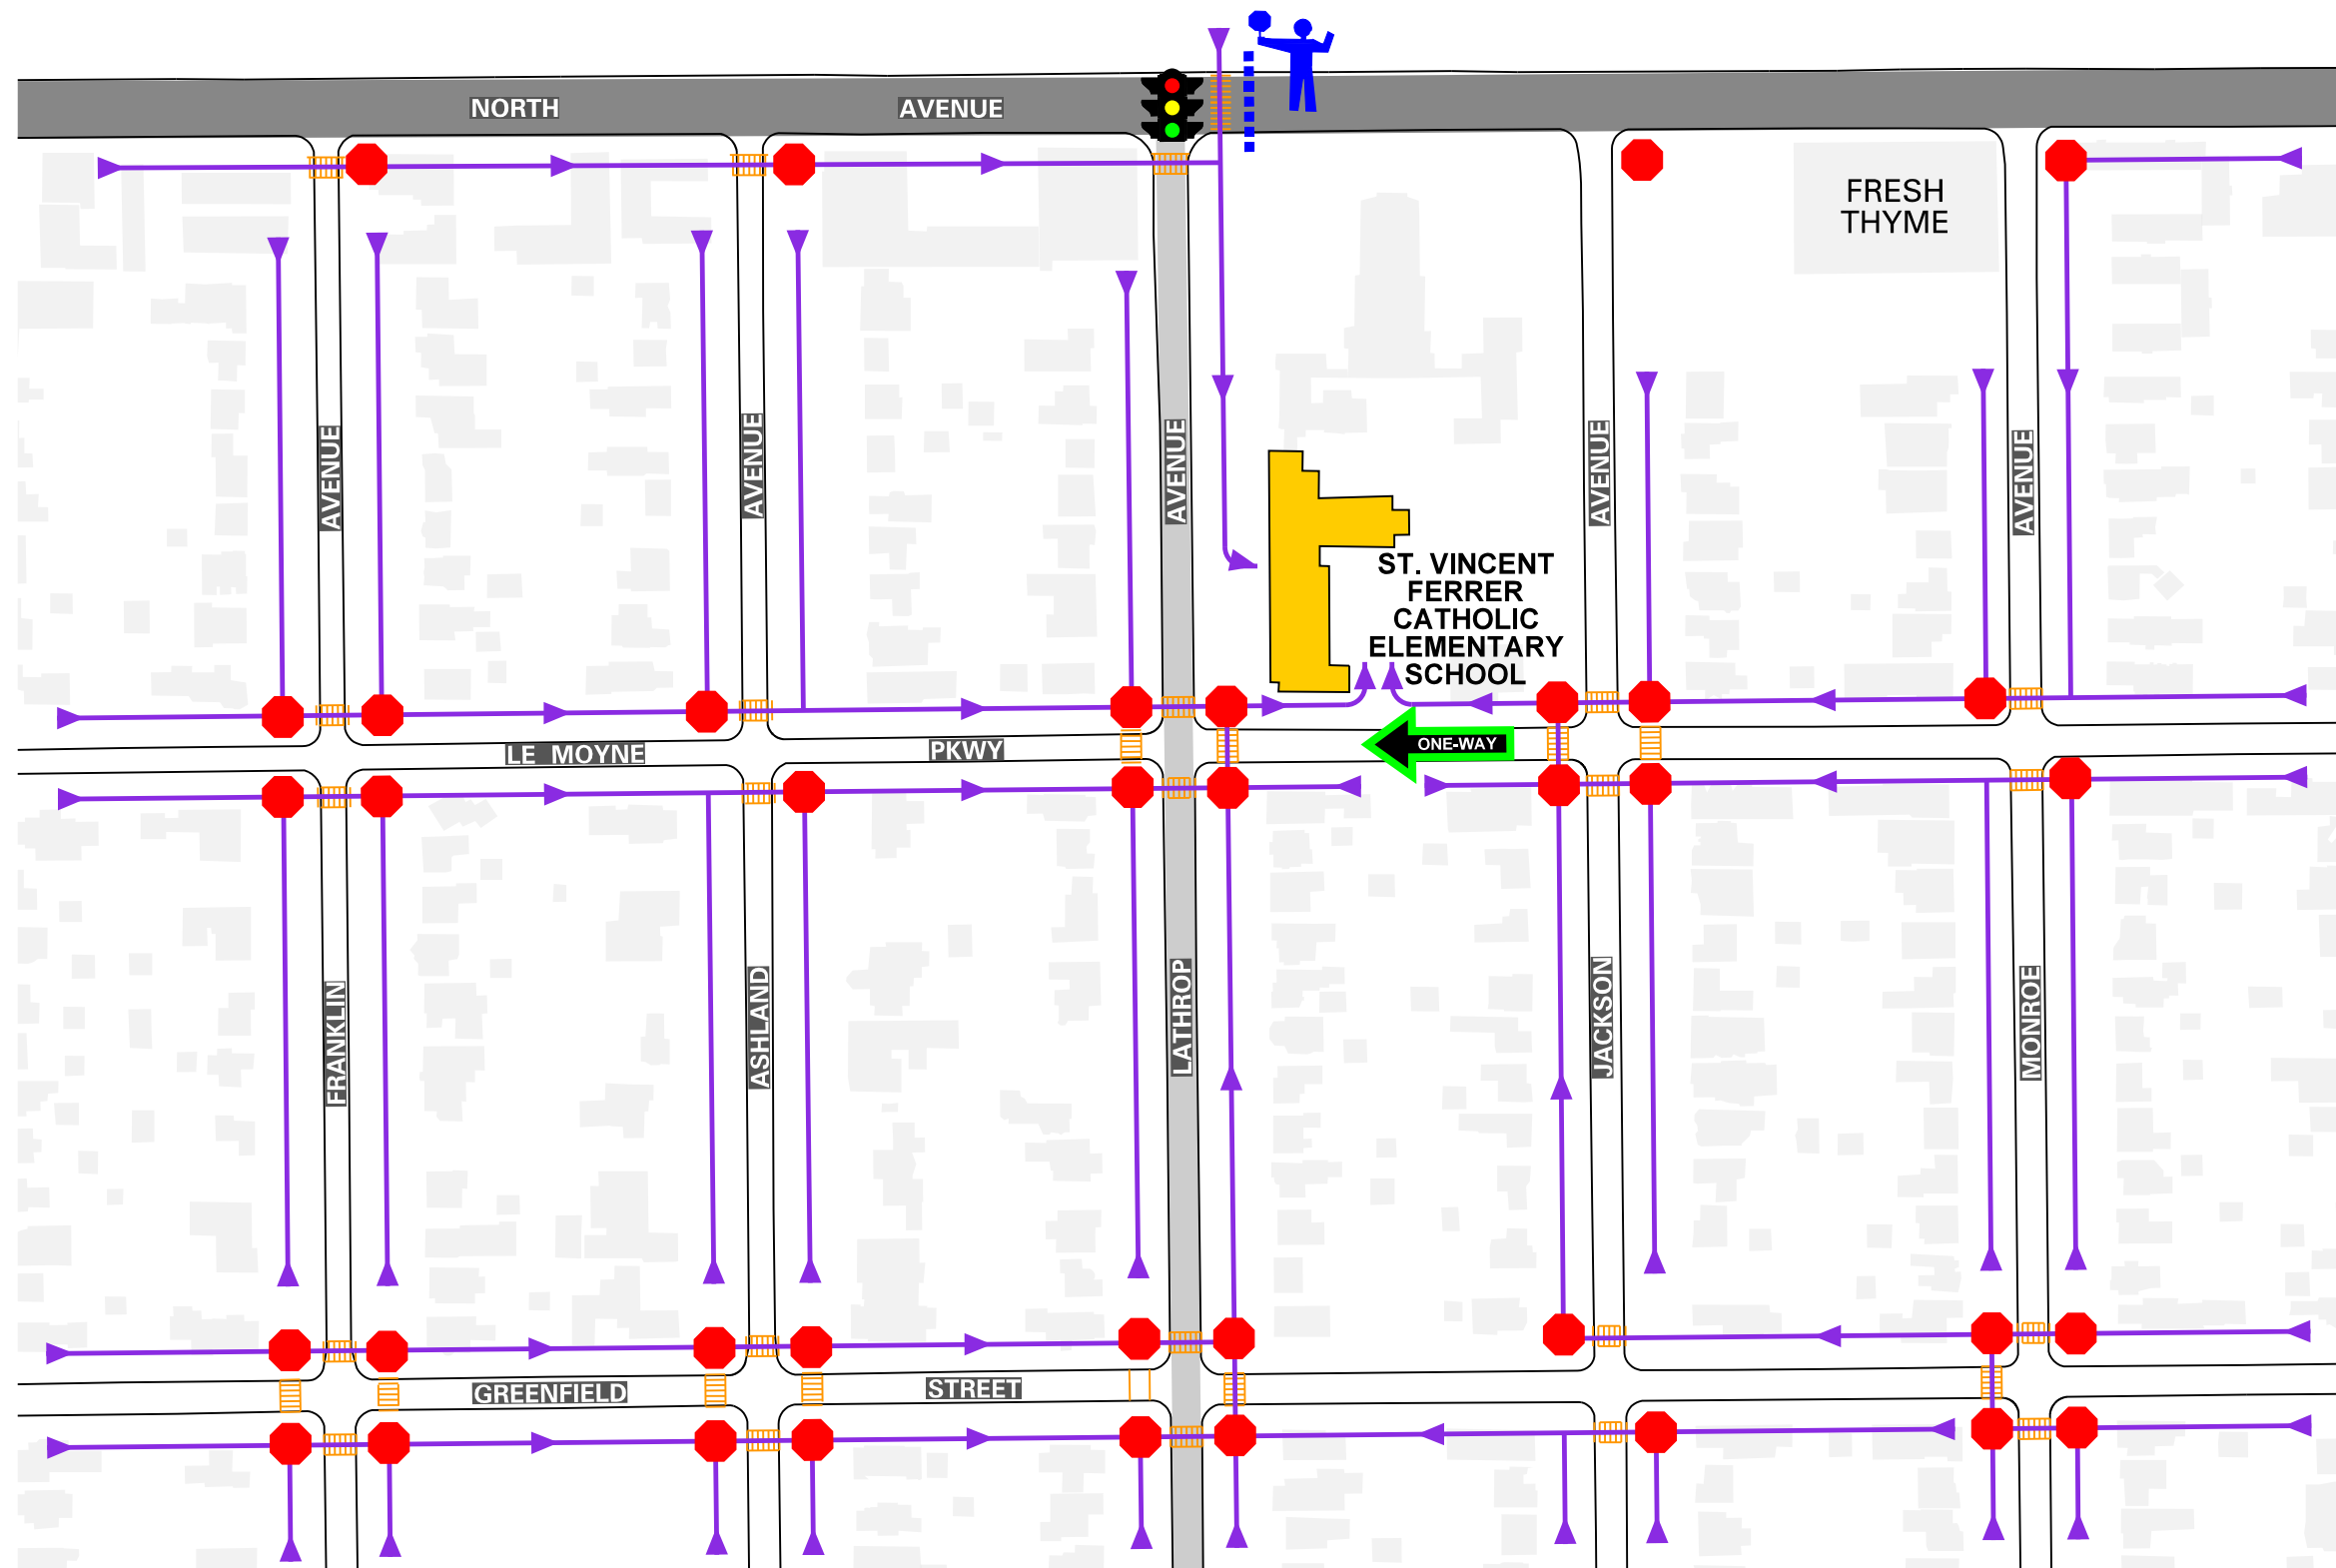 NORTH
AVENUE
FRESH
THYME
AVENUE
AVENUE
AVENUE
AVENUE
AVENUE
ST. VINCENT
FERRER
CATHOLIC
ELEMENTARY
SCHOOL
LE MOYNE
PKWY
ONE-WAY
FRANKLIN
ASHLAND
LATHROP
JACKSON
MONROE
GREENFIELD
STREET